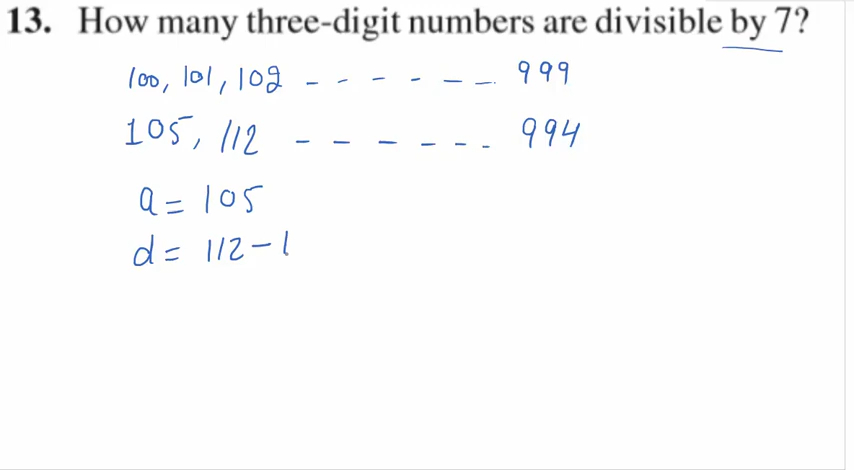 13. How many three-digit numbers are divisible by 7?
100, 101, 102 - - - - - - - 999
105, 112 - - - - - - 994
a = 105
d = 112 - 1